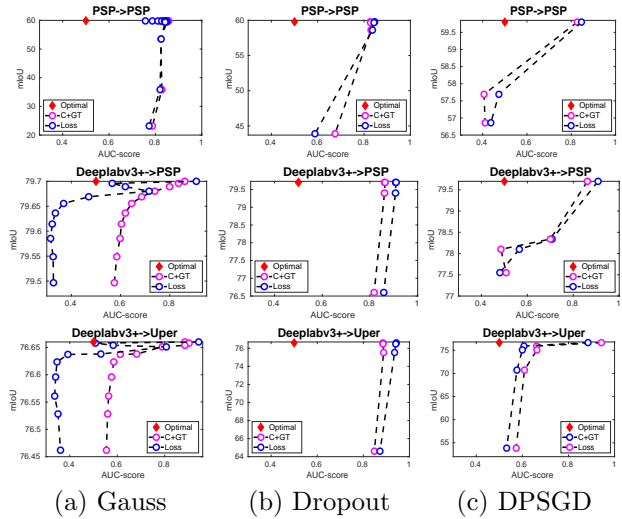 PSP->PSP
60
50
40
30
20
mIoU
Optimal
C+GT
Loss
0.4
0.6
0.8
1
AUC-score
PSP->PSP
60
55
50
45
mIoU
Optimal
C+GT
Loss
0.4
0.6
0.8
1
AUC-score
PSP->PSP
59.5
59
58.5
58
57.5
57
56.5
mIoU
Optimal
C+GT
Loss
0.4
0.6
0.8
1
AUC-score
Deeplabv3+->PSP
79.7
79.65
79.6
79.55
79.5
mIoU
Optimal
C+GT
Loss
0.4
0.6
0.8
AUC-score
Deeplabv3+->PSP
79.5
79
78.5
78
77.5
77
76.5
mIoU
Optimal
C+GT
Loss
0.4
0.6
0.8
1
AUC-score
Deeplabv3+->PSP
79.5
79
78.5
78
77.5
77
mIoU
Optimal
C+GT
Loss
0.4
0.6
0.8
1
AUC-score
Deeplabv3+->Uper
76.65
76.6
76.55
76.5
76.45
mIoU
Optimal
C+GT
Loss
0.4
0.6
0.8
AUC-score
Deeplabv3+->Uper
76
74
72
70
68
66
64
mIoU
Optimal
C+GT
Loss
0.4
0.6
0.8
1
AUC-score
Deeplabv3+->Uper
75
70
65
60
55
mIoU
Optimal
C+GT
Loss
0.4
0.6
0.8
1
AUC-score
(a) Gauss
(b) Dropout
(c) DPSGD